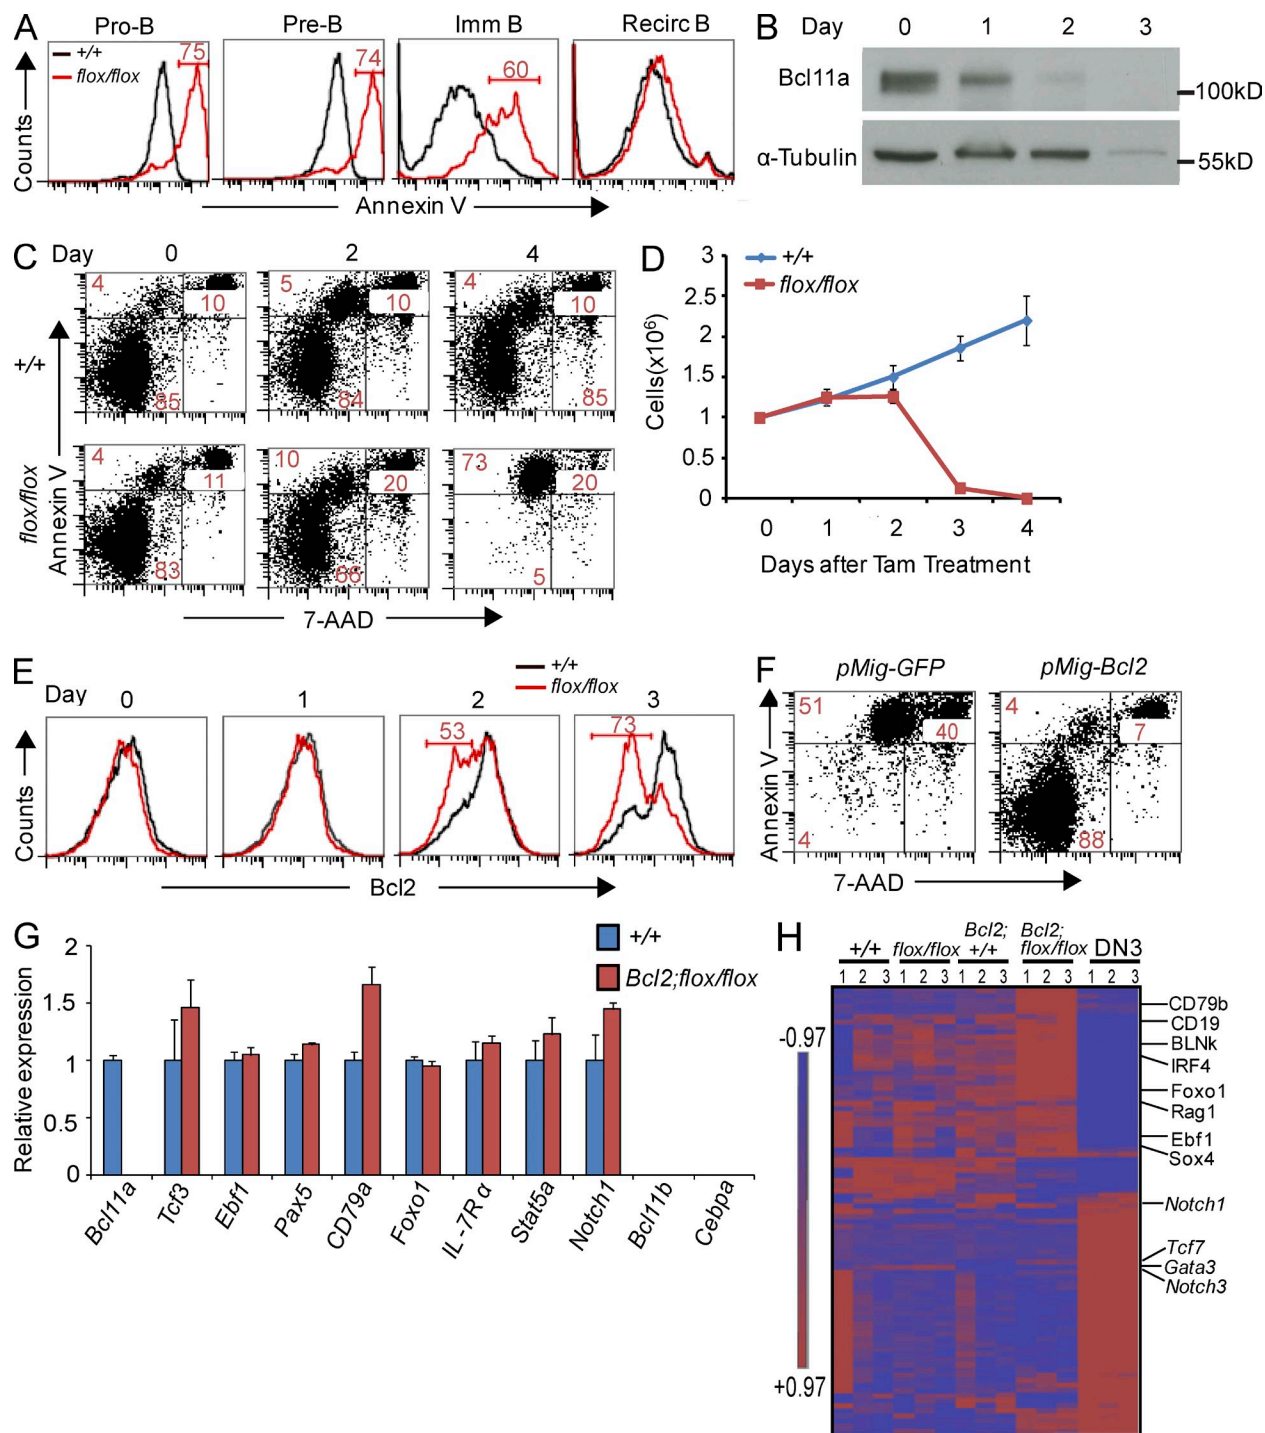 A
Pro-B Pre-B Imm B Recirc B
+/+
flox/flox
75 74 60
Counts
Annexin V
B
Day 0 1 2 3
Bcl11a
100kD
α-Tubulin
55kD
C
Day 0 2 4
+/+
4 10 85
5 10 84
4 10 85
flox/flox
Annexin V
4 11 83
10 20 66
73 20 5
7-AAD
D
+/+
flox/flox
Cells(x10⁶)
3
2.5
2
1.5
1
0.5
0
0 1 2 3 4
Days after Tam Treatment
E
+/+
flox/flox
Day 0 1 2 3
53 73
Counts
Bcl2
F
pMig-GFP pMig-Bcl2
51 40 4
4 7 88
Annexin V
7-AAD
G
+/+
Bcl2;flox/flox
Relative expression
2
1.5
1
0.5
0
Bcl11a Tcf3 Ebf1 Pax5 CD79a Foxo1 IL-7Rα Stat5a Notch1 Bcl11b Cebpa
H
+/+ flox/flox Bcl2; +/+ Bcl2; flox/flox DN3
1 2 3 1 2 3 1 2 3 1 2 3 1 2 3
-0.97
+0.97
CD79b
CD19
BLNk
IRF4
Foxo1
Rag1
Ebf1
Sox4
Notch1
Tcf7
Gata3
Notch3